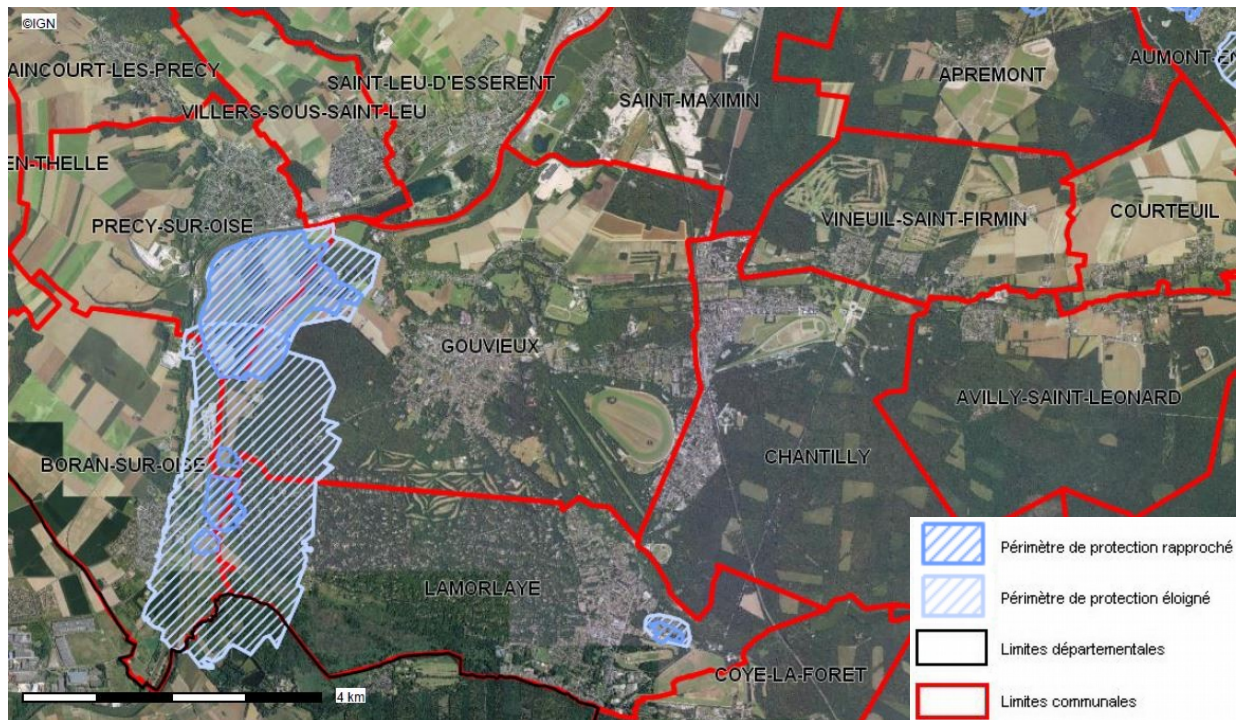 ©IGN
AINCOURT-LES-PRECY
SAINT-LEU-D'ESSERENT
VILLERS-SOUS-SAINT-LEU
SAINT-MAXIMIN
APREMONT
AUMONT-EN
EN-THELLE
PRECY-SUR-OISE
VINEUIL-SAINT-FIRMIN
COURTEUIL
GOUVIEUX
AVILLY-SAINT-LEONARD
BORAN-SUR-OISE
CHANTILLY
LAMORLAYE
COYE-LA-FORET
4 km
Périmètre de protection rapproché
Périmètre de protection éloigné
Limites départementales
Limites communales